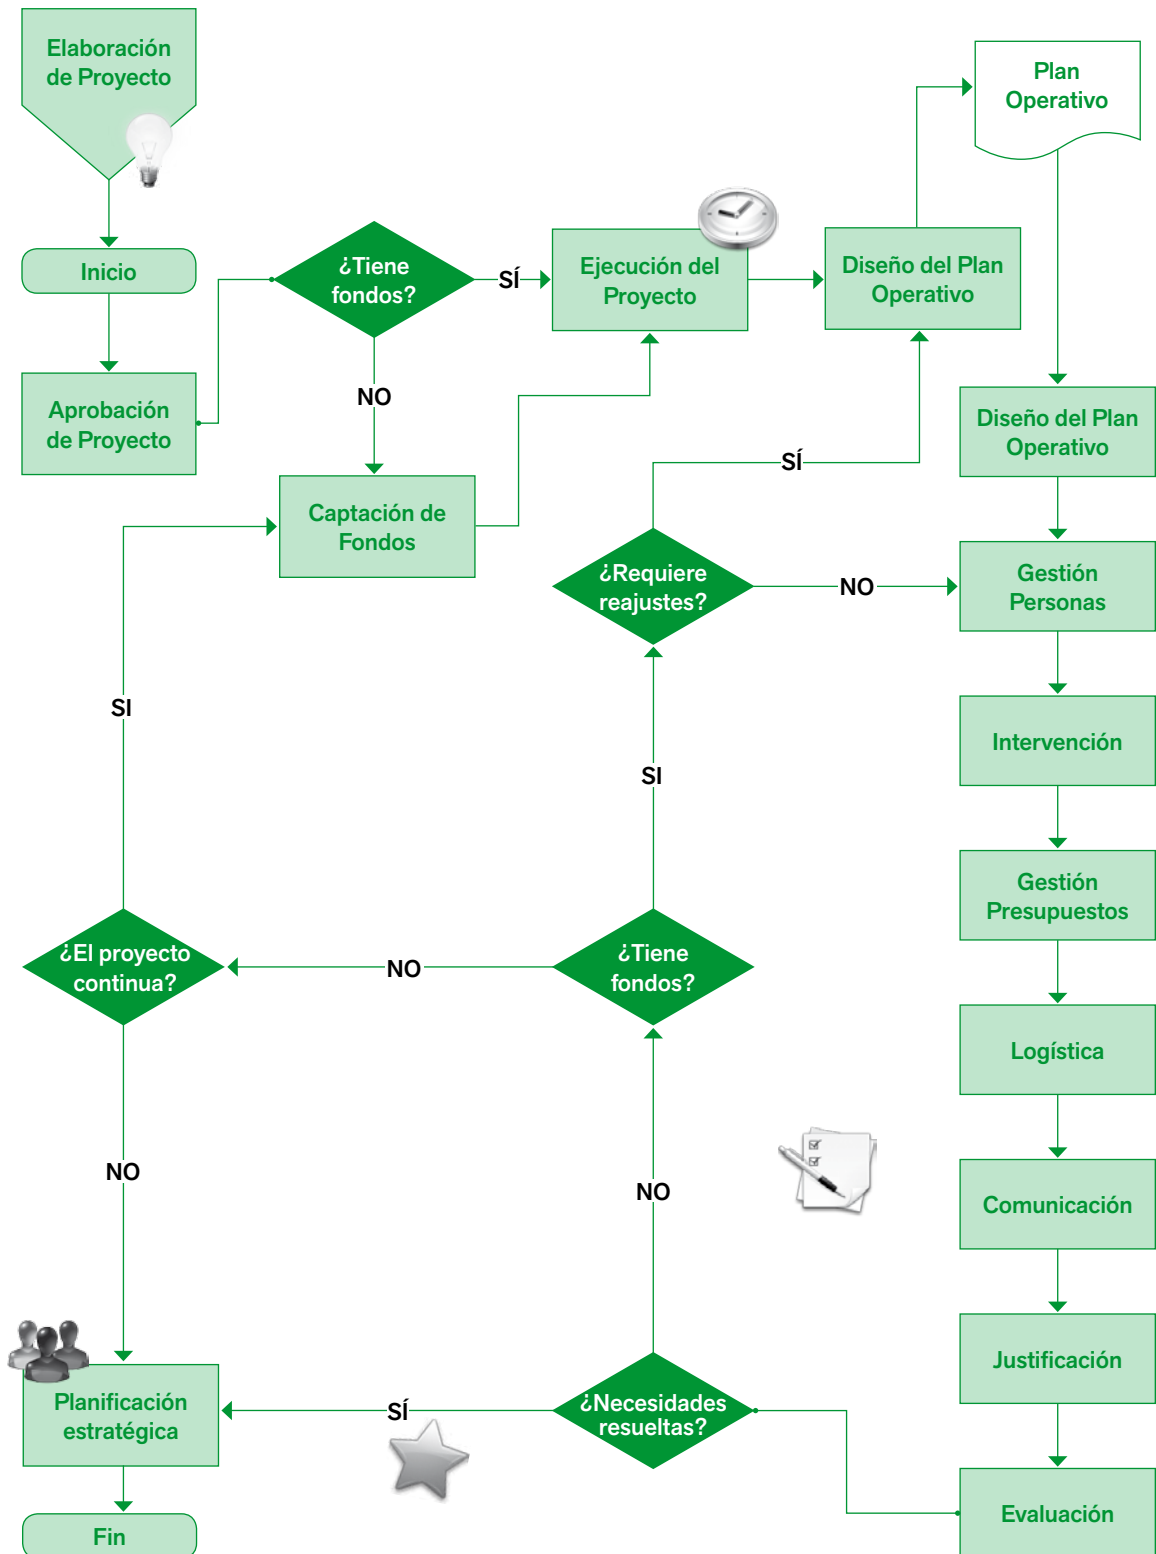 Elaboración
de Proyecto
Plan
Operativo
Inicio
¿Tiene
fondos?
SÍ
Ejecución del
Proyecto
Diseño del Plan
Operativo
NO
Aprobación
de Proyecto
Diseño del Plan
Operativo
SÍ
Captación de
Fondos
¿Requiere
reajustes?
NO
Gestión
Personas
SI
Intervención
SI
Gestión
Presupuestos
¿El proyecto
continua?
NO
¿Tiene
fondos?
Logística
NO
NO
Comunicación
Justificación
Planificación
estratégica
SÍ
¿Necesidades
resueltas?
Evaluación
Fin